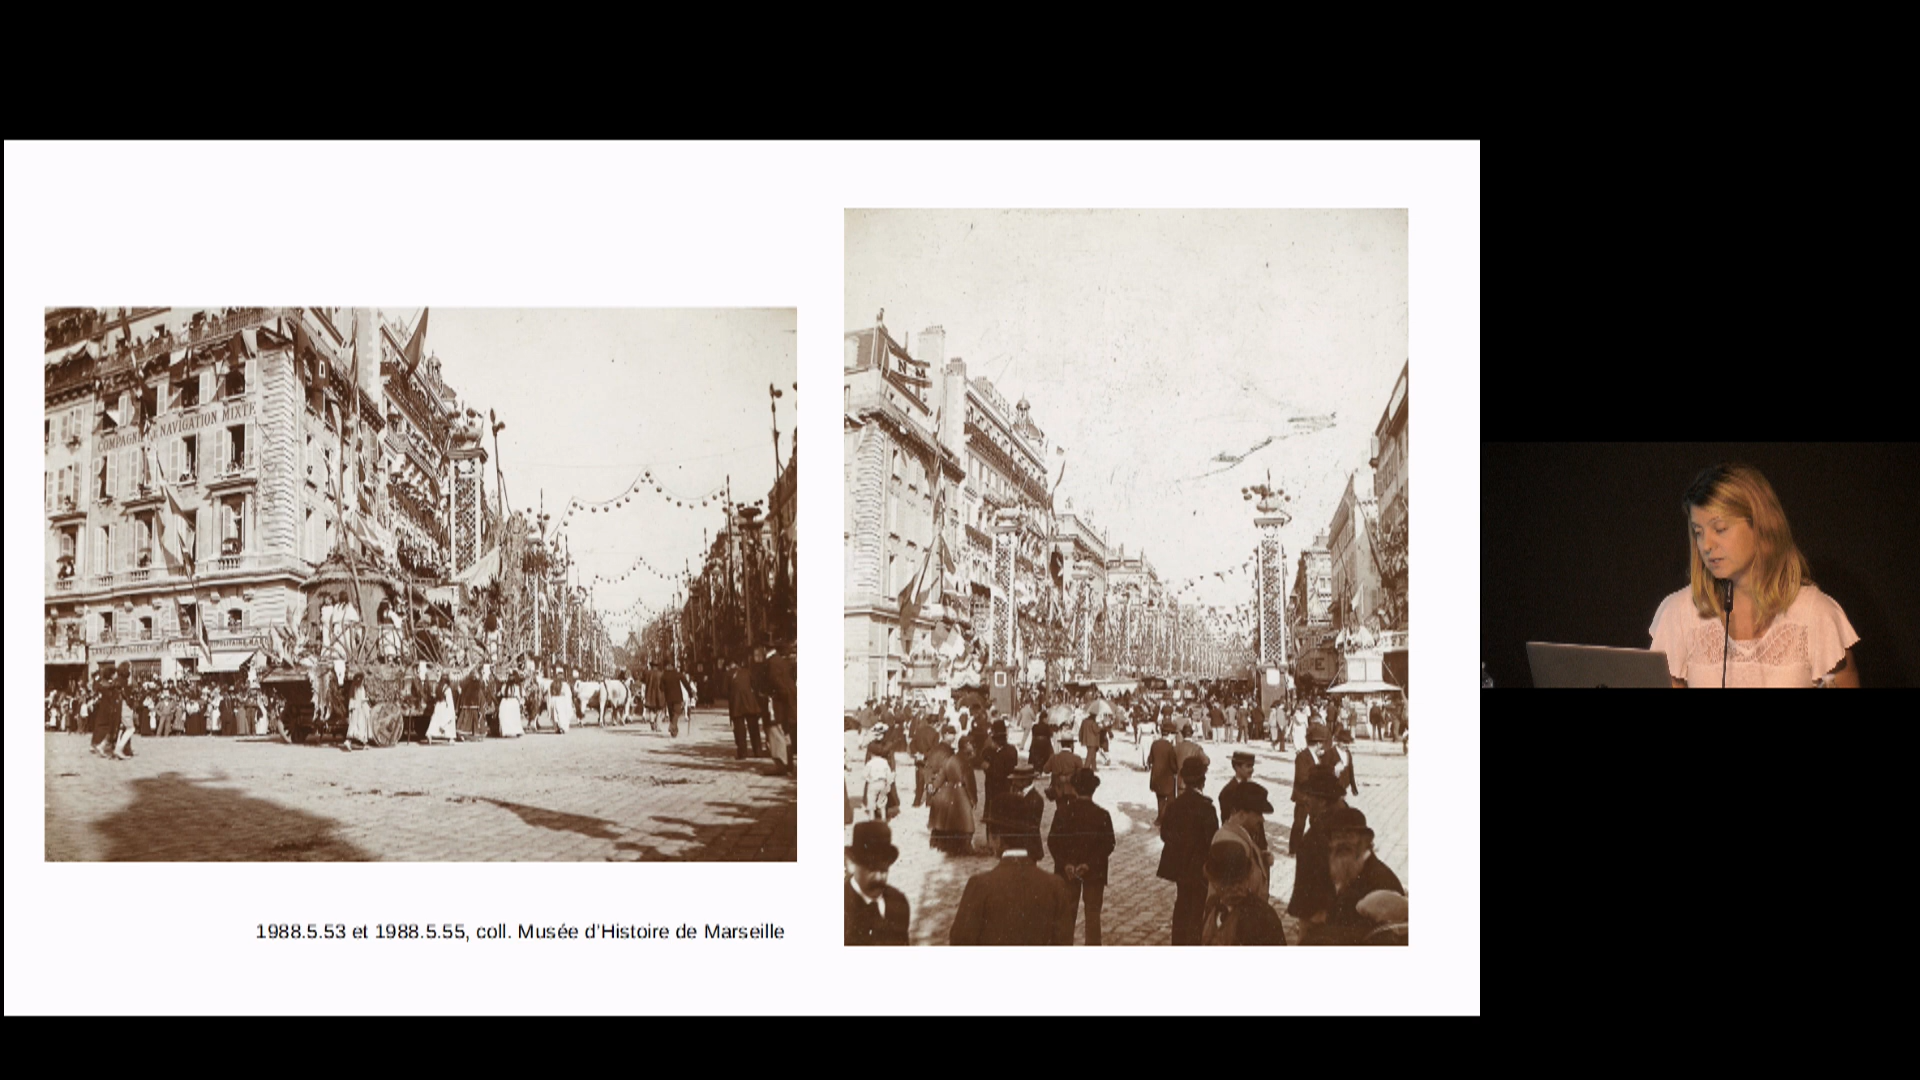 COMPAGNIE DE NAVIGATION MIXTE
N M
E
1988.5.53 et 1988.5.55, coll. Musée d'Histoire de Marseille